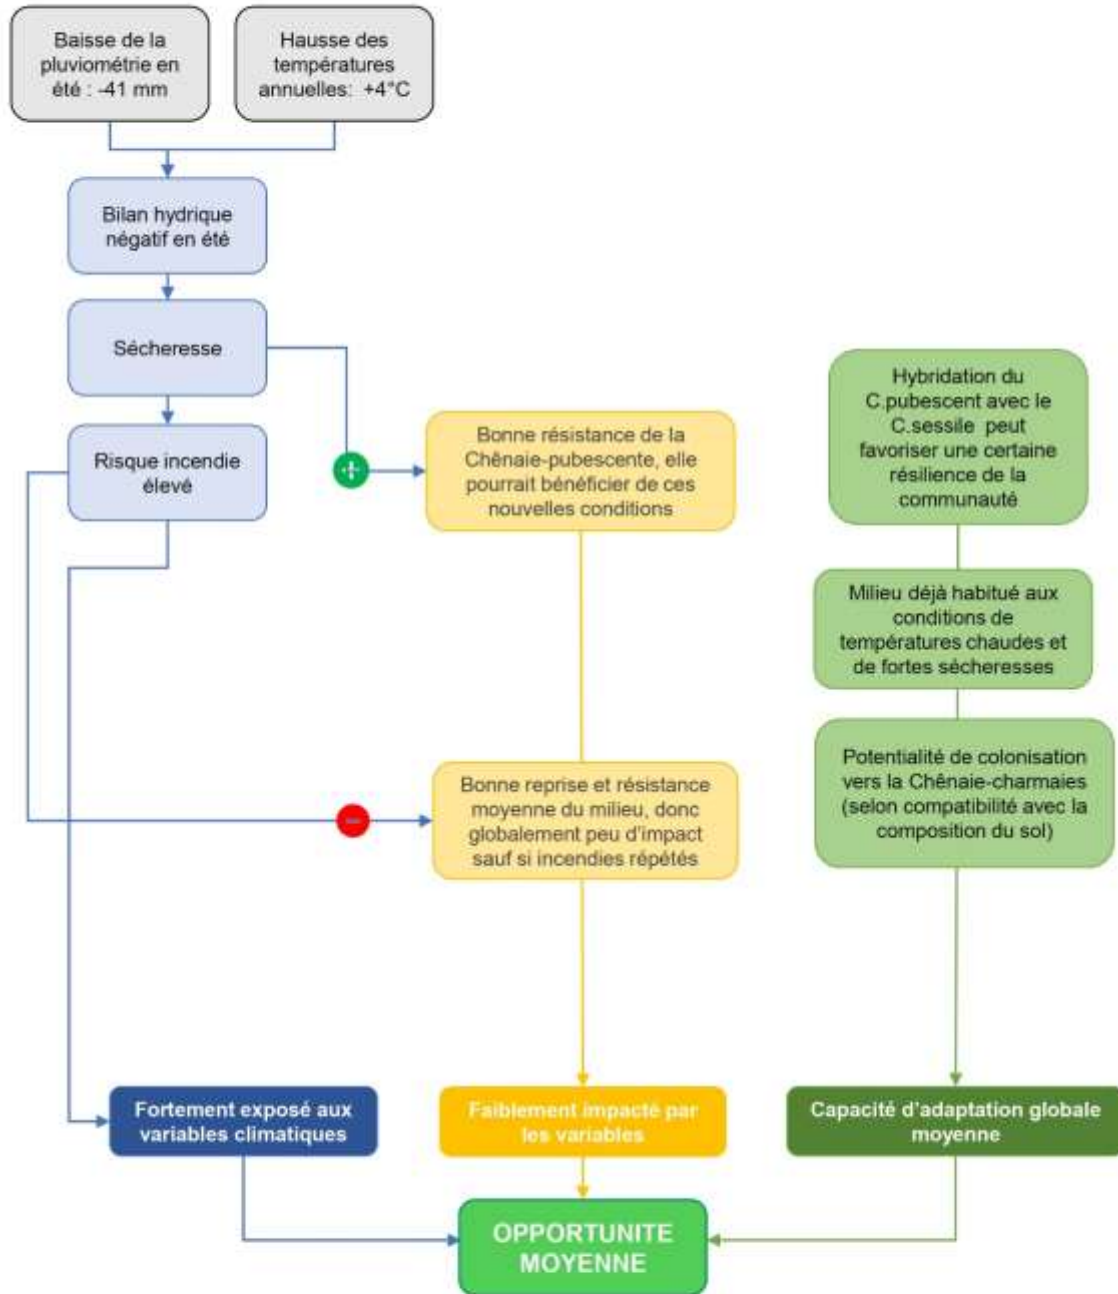 Baisse de la
pluviométrie en
été : -41 mm
Hausse des
températures
annuelles:  +4°C
Bilan hydrique
négatif en été
Sécheresse
Risque incendie
élevé
+
Bonne résistance de la
Chênaie-pubescente, elle
pourrait bénéficier de ces
nouvelles conditions
-
Bonne reprise et résistance
moyenne du milieu, donc
globalement peu d'impact
sauf si incendies répétés
Hybridation du
C.pubescent avec le
C.sessile  peut
favoriser une certaine
résilience de la
communauté
Milieu déjà habitué aux
conditions de
températures chaudes et
de fortes sécheresses
Potentialité de colonisation
vers la Chênaie-charmaies
(selon compatibilité avec la
composition du sol)
Fortement exposé aux
variables climatiques
Faiblement impacté par
les variables
Capacité d'adaptation globale
moyenne
OPPORTUNITE
MOYENNE